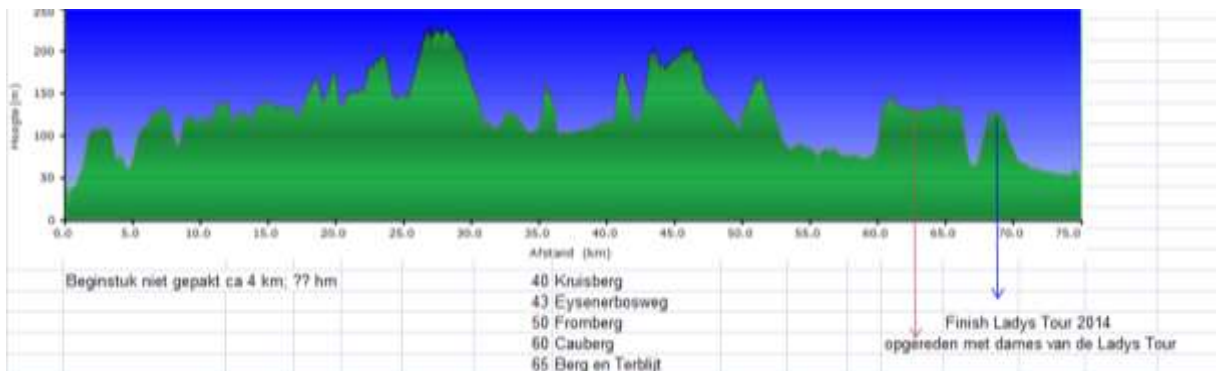 250
200
150
100
50
0
Hoogte (m)
0.0 5.0 10.0 15.0 20.0 25.0 30.0 35.0 40.0 45.0 50.0 55.0 60.0 65.0 70.0 75.0
Afstand (km)
Beginstuk niet gepakt ca 4 km; ?? hm
40 Kruisberg
43 Eysenerbosweg
50 Fromberg
60 Cauberg
65 Berg en Terblijt
Finish Ladys Tour 2014
opgereden met dames van de Ladys Tour